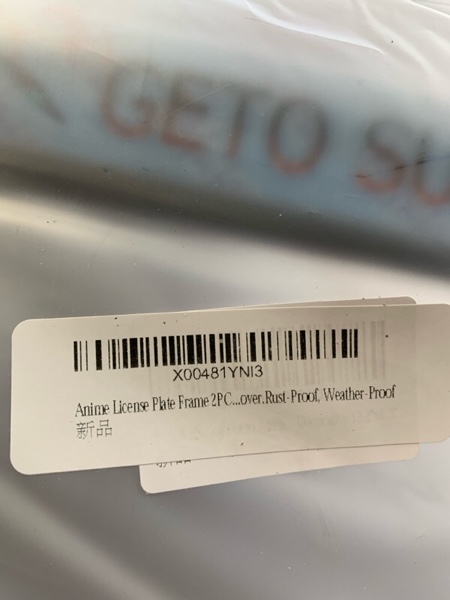 GETO SU
X00481YNI3
Anime License Plate Frame 2PC...over.Rust-Proof, Weather-Proof
新品